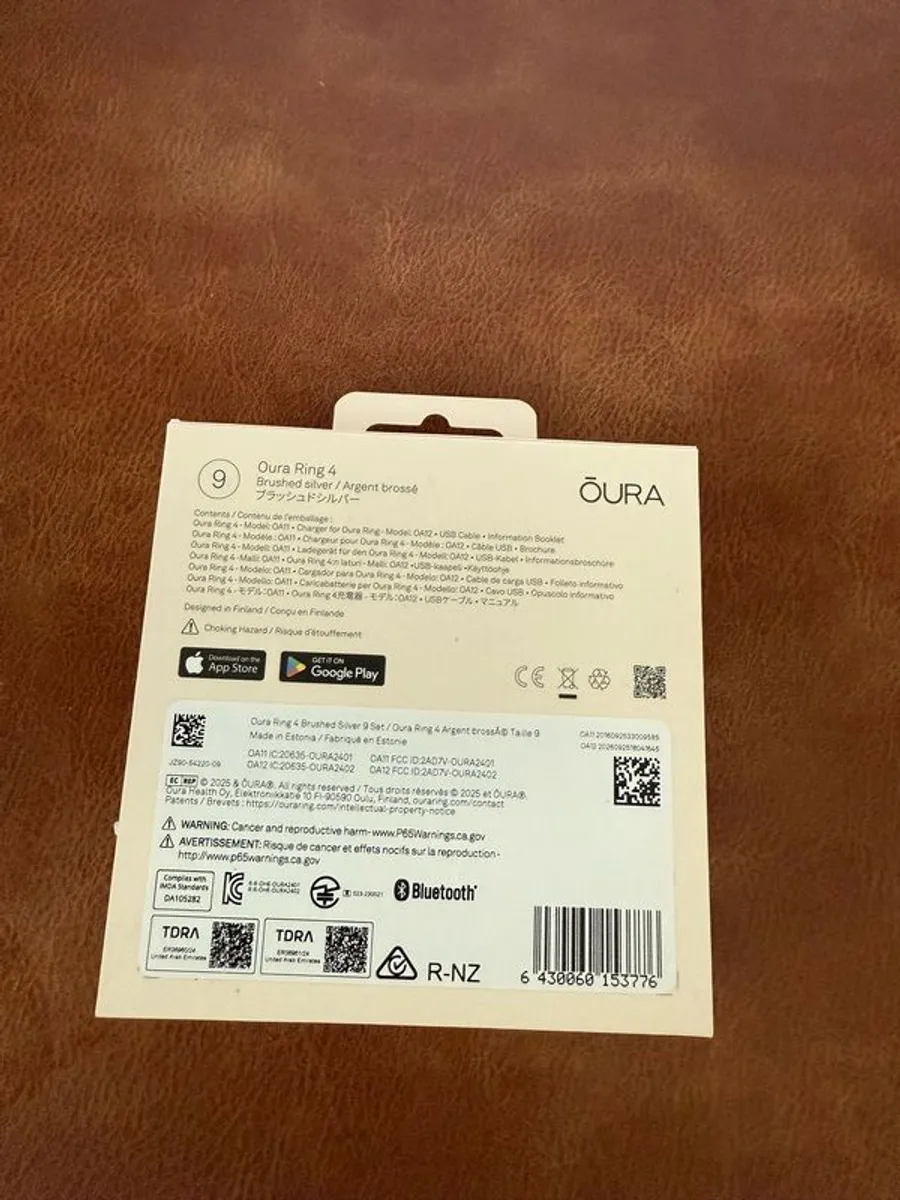 9
Oura Ring 4
Brushed silver / Argent brossé
ブラッシュドシルバー
ŌURA
Contents / Contenu de l'emballage :
Oura Ring 4 - Model: OA11 • Charger for Oura Ring - Model: OA12 • USB Cable • Information Booklet
Oura Ring 4 - Modèle : OA11 • Chargeur pour Oura Ring 4 - Modèle : OA12 • Câble USB • Brochure
Oura Ring 4 - Modell: OA11 • Ladegerät für den Oura Ring 4 - Modell: OA12 • USB-Kabel • Informationsbroschüre
Oura Ring 4 - Malli: OA11 • Oura Ring 4:n laturi - Malli: OA12 •USB-kaapeli •Käyttöohje
Oura Ring 4 - Modelo: OA11 • Cargador para Oura Ring 4 - Modelo: OA12 • Cable de carga USB • Folleto informativo
Oura Ring 4 - Modello: OA11 • Caricabatterie per Oura Ring 4 - Modello: OA12 • Cavo USB • Opuscolo informativo
Oura Ring 4 - モデル:OA11 • Oura Ring 4充電器 - モデル:OA12 • USBケーブル • マニュアル
Designed in Finland / Conçu en Finlande
Choking Hazard / Risque d'étouffement
Download on the
App Store
GET IT ON
Google Play
CE
Oura Ring 4 Brushed Silver 9 Set / Oura Ring 4 Argent brossÃ© Taille 9
Made in Estonia / Fabriqué en Estonie
OA11 2016092533009585
OA12 2026092518041645
OA11 IC:20635-OURA2401 OA11 FCC ID:2AD7V-OURA2401
OA12 IC:20635-OURA2402 OA12 FCC ID:2AD7V-OURA2402
JZ90-54220-09
EC REP © 2025 & ŌURA®. All rights reserved / Tous droits réservés © 2025 et ŌURA®.
Oura Health Oy, Elektroniikkatie 10 FI-90590 Oulu, Finland, ouraring.com/contact
Patents / Brevets : https://ouraring.com/intellectual-property-notice
WARNING: Cancer and reproductive harm-www.P65Warnings.ca.gov
AVERTISSEMENT: Risque de cancer et effets nocifs sur la reproduction -
http://www.p65warnings.ca.gov
Complies with
IMDA Standards
DA105282
R-R-OHE-OURA2401
R-R-OHE-OURA2402
Bluetooth®
TDRA
United Arab Emirates
TDRA
United Arab Emirates
R-NZ
6 430060 153776